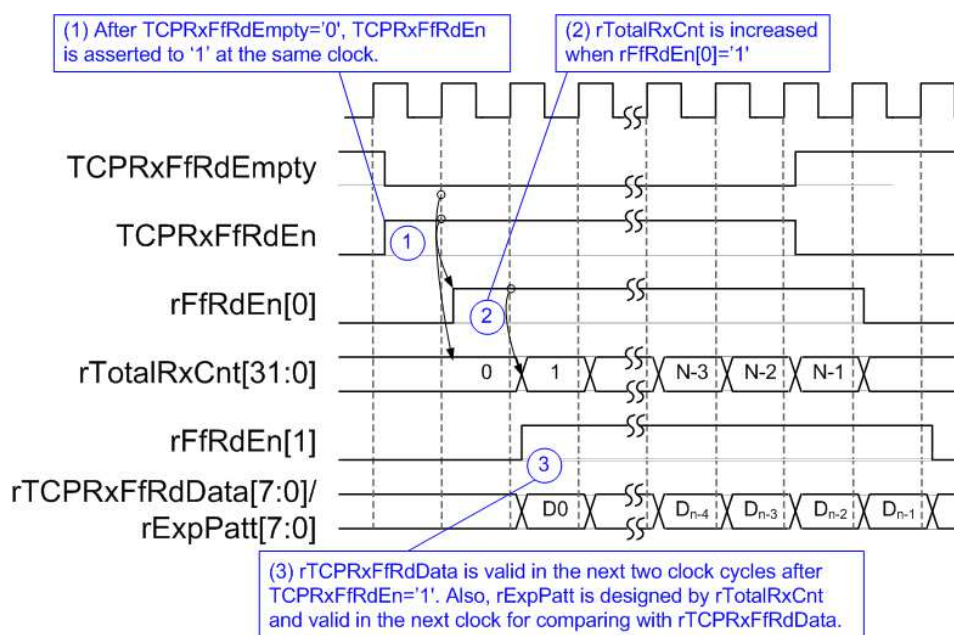 (1) After TCPRxFfRdEmpty='0', TCPRxFfRdEn
is asserted to '1' at the same clock.
(2) rTotalRxCnt is increased
when rFfRdEn[0]='1'
TCPRxFfRdEmpty
TCPRxFfRdEn
1
rFfRdEn[0]
2
rTotalRxCnt[31:0]
0 1 N-3 N-2 N-1
rFfRdEn[1]
3
rTCPRxFfRdData[7:0]/
rExpPatt[7:0]
D0 Dn-4 Dn-3 Dn-2 Dn-1
(3) rTCPRxFfRdData is valid in the next two clock cycles after
TCPRxFfRdEn='1'. Also, rExpPatt is designed by rTotalRxCnt
and valid in the next clock for comparing with rTCPRxFfRdData.